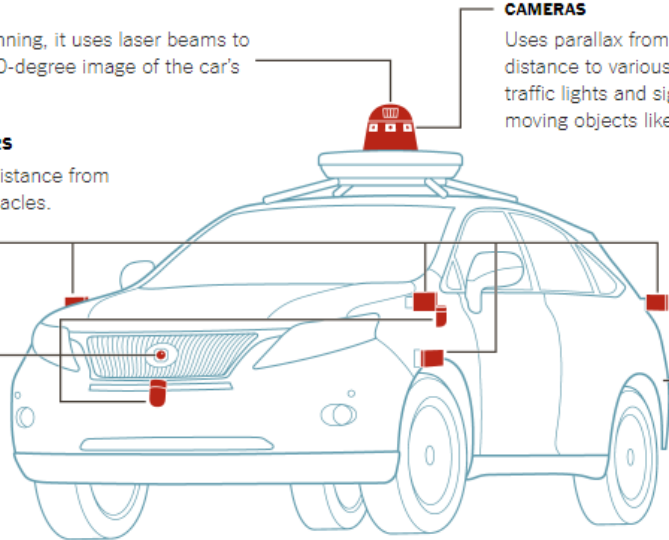 CAMERAS
nning, it uses laser beams to
0-degree image of the car's
Uses parallax from
distance to various
traffic lights and sig
moving objects like
RS
istance from
acles.